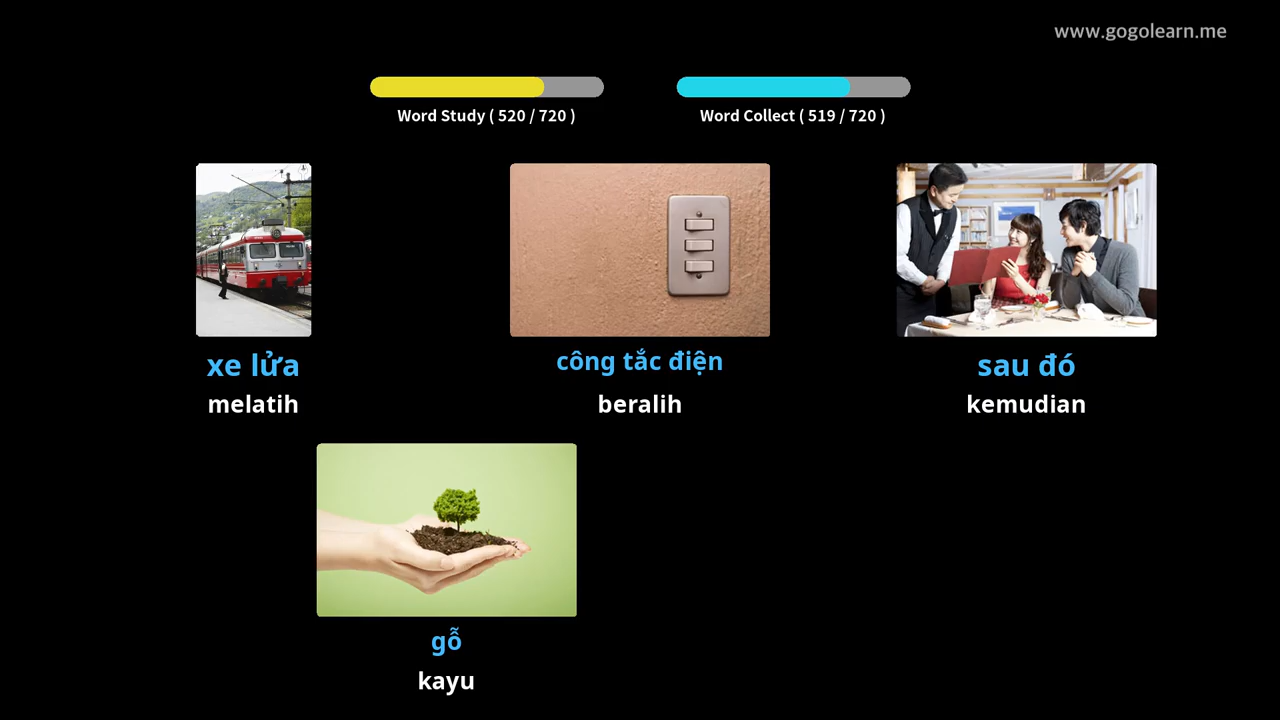 www.gogolearn.me
Word Study ( 520 / 720 )
Word Collect ( 519 / 720 )
xe lửa
melatih
công tắc điện
beralih
sau đó
kemudian
gỗ
kayu